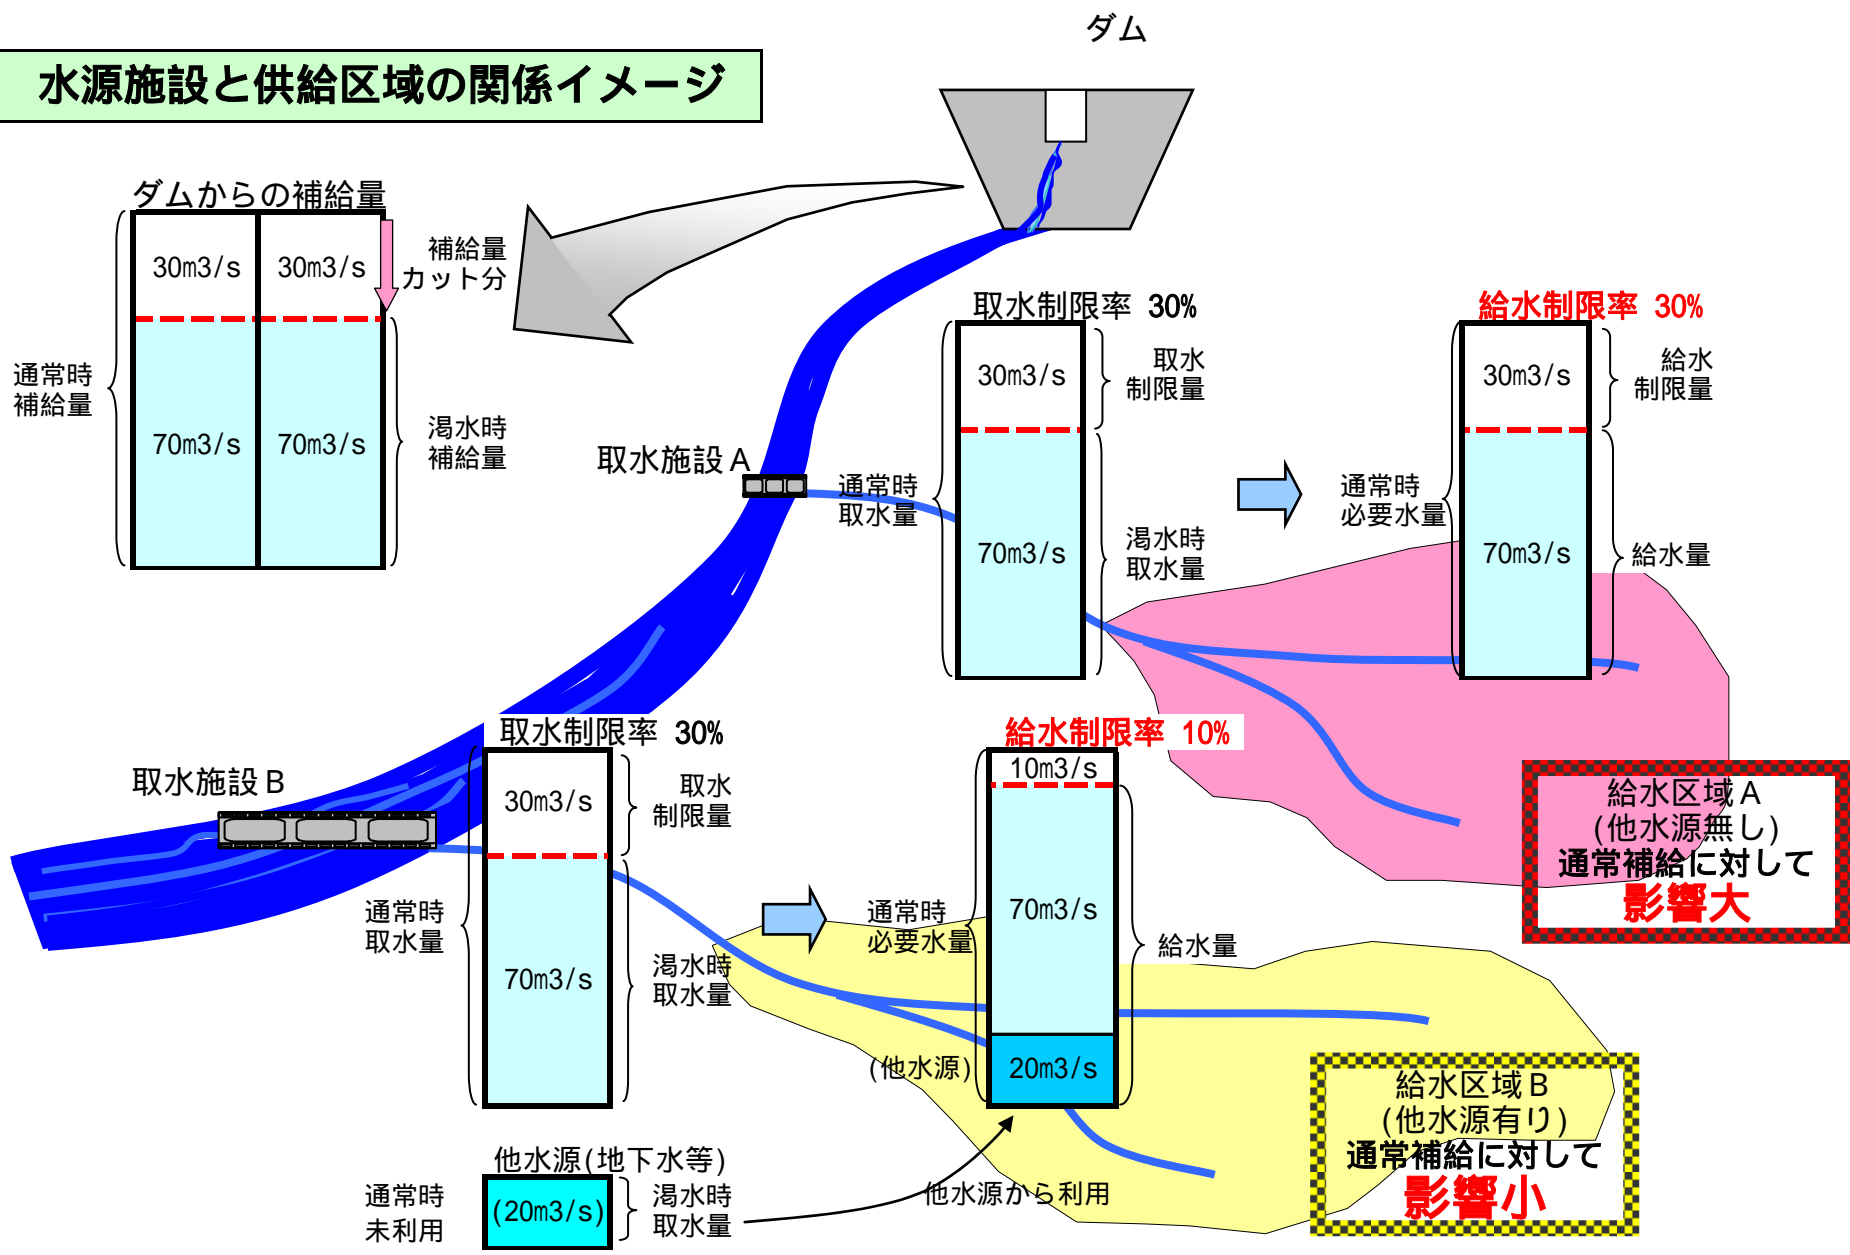 ダム
水源施設と供給区域の関係イメージ
ダムからの補給量
30m3/s
30m3/s
補給量
カット分
70m3/s
70m3/s
通常時
補給量
渇水時
補給量
取水制限率 30%
30m3/s
取水
制限量
取水施設A
通常時
取水量
70m3/s
渇水時
取水量
給水制限率 30%
30m3/s
給水
制限量
通常時
必要水量
70m3/s
給水量
取水制限率 30%
取水施設B
30m3/s
取水
制限量
通常時
取水量
70m3/s
渇水時
取水量
給水制限率 10%
10m3/s
70m3/s
通常時
必要水量
給水量
(他水源)
20m3/s
給水区域A
(他水源無し)
通常補給に対して
影響大
給水区域B
(他水源有り)
通常補給に対して
影響小
他水源(地下水等)
通常時
未利用
(20m3/s)
渇水時
取水量
他水源から利用